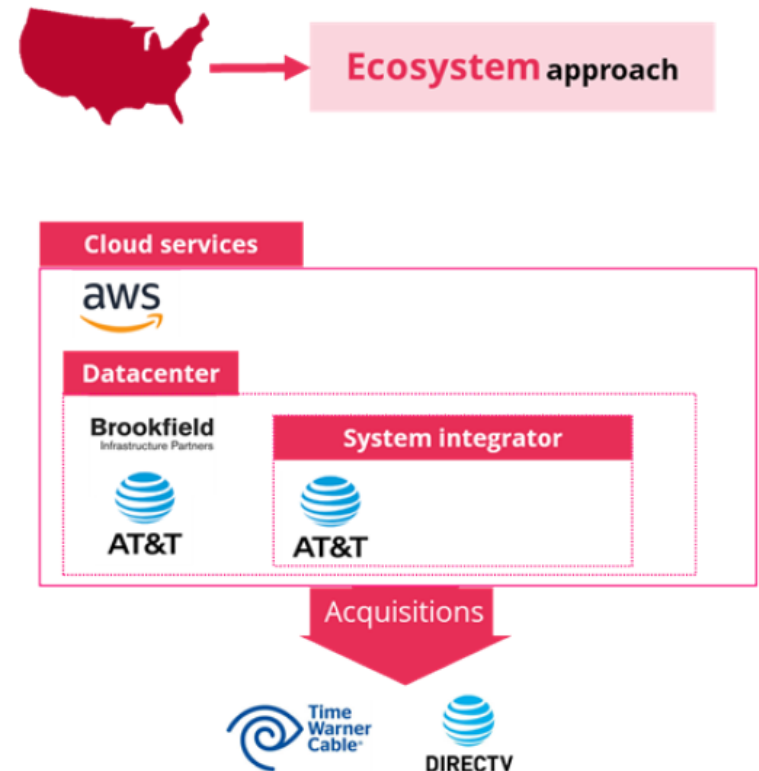 Ecosystem approach
Cloud services
aws
Datacenter
Brookfield
Infrastructure Partners
AT&T
System integrator
AT&T
Acquisitions
Time
Warner
Cable
DIRECTV